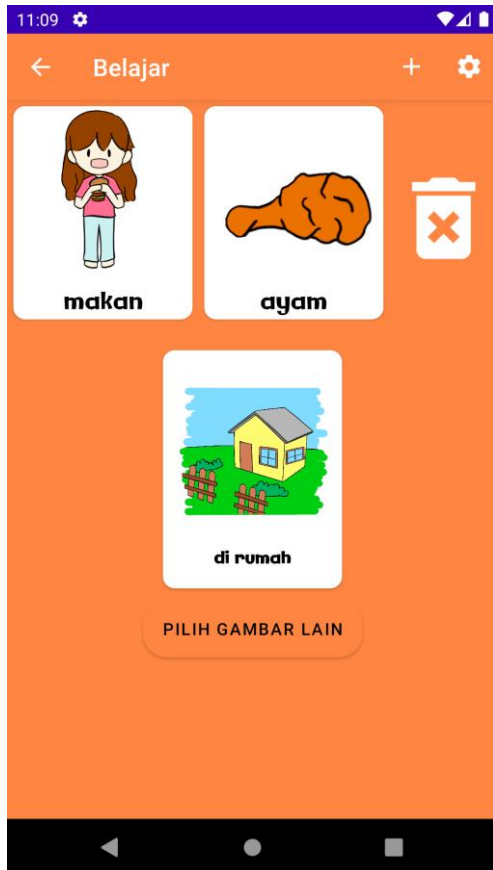 11:09
Belajar
makan
ayam
di rumah
PILIH GAMBAR LAIN